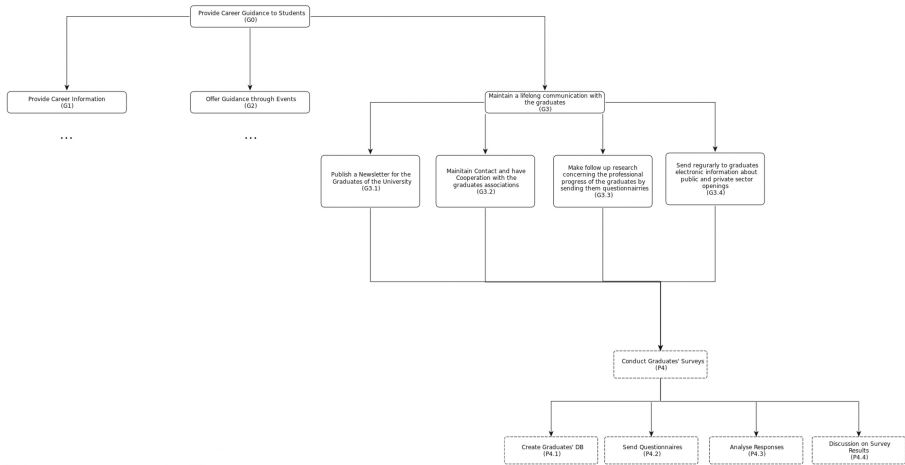 Provide Career Guidance to Students
(G0)
Provide Career Information
(G1)
Offer Guidance through Events
(G2)
Maintain a lifelong communication with
the graduates
(G3)
...
...
Publish a Newsletter for the
Graduates of the University
(G3.1)
Mainitain Contact and have
Cooperation with the
graduates associations
(G3.2)
Make follow up research
concerning the professional
progress of the graduates by
sending them questionnairries
(G3.3)
Send regurarly to graduates
electronic information about
public and private sector
openings
(G3.4)
Conduct Graduates' Surveys
(P4)
Create Graduates' DB
(P4.1)
Send Questionnaires
(P4.2)
Analyse Responses
(P4.3)
Discussion on Survey
Results
(P4.4)